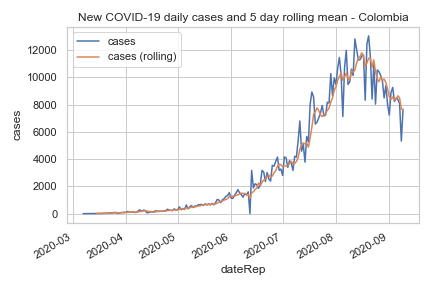 New COVID-19 daily cases and 5 day rolling mean - Colombia
cases
cases (rolling)
12000
10000
8000
6000
4000
2000
0
cases
2020-03
2020-04
2020-05
2020-06
2020-07
2020-08
2020-09
dateRep